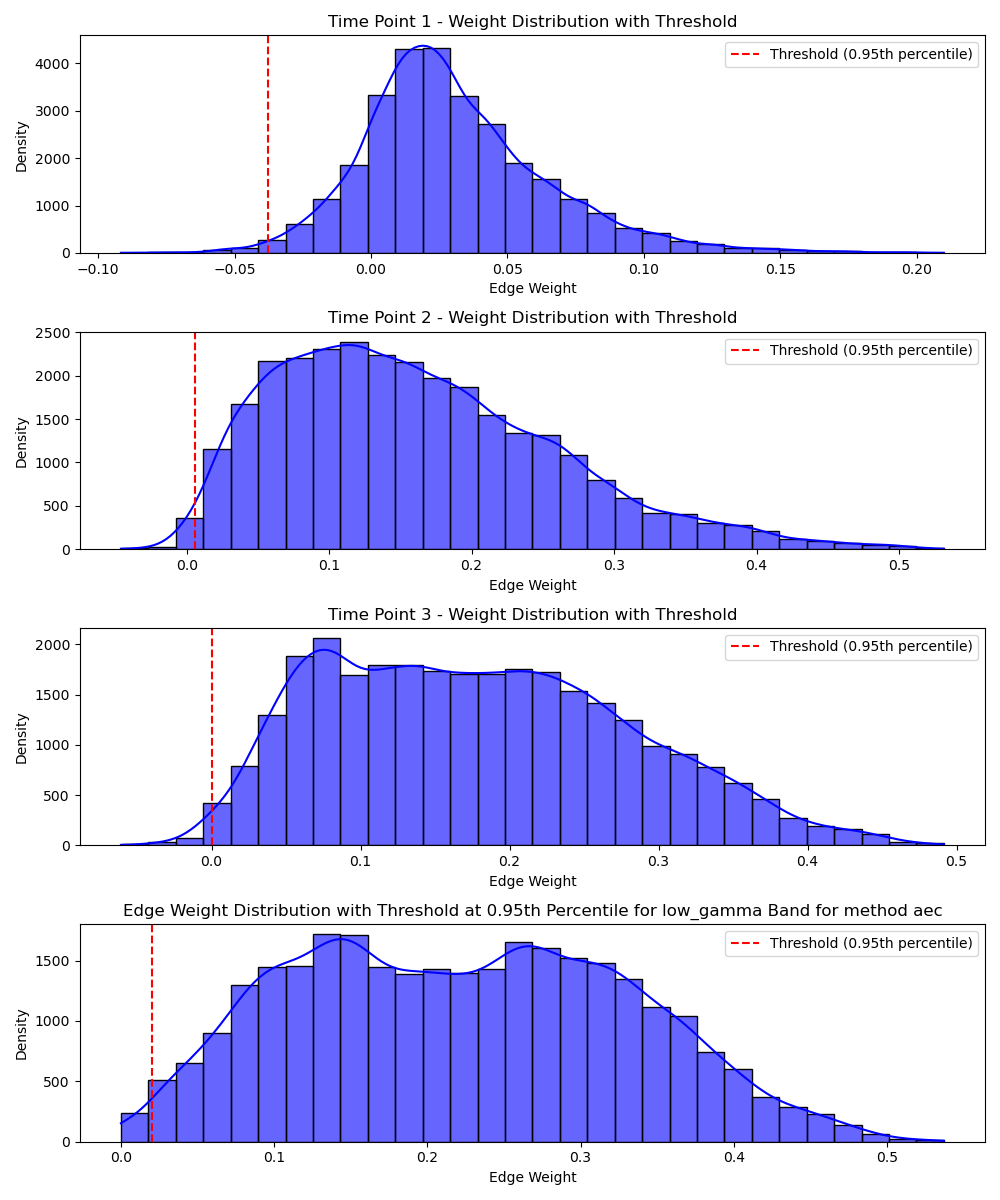 Time Point 1 - Weight Distribution with Threshold
Threshold (0.95th percentile)
Density
4000
3000
2000
1000
0
−0.10 −0.05 0.00 0.05 0.10 0.15 0.20
Edge Weight
Time Point 2 - Weight Distribution with Threshold
Threshold (0.95th percentile)
Density
2500
2000
1500
1000
500
0
0.0 0.1 0.2 0.3 0.4 0.5
Edge Weight
Time Point 3 - Weight Distribution with Threshold
Threshold (0.95th percentile)
Density
2000
1500
1000
500
0
0.0 0.1 0.2 0.3 0.4 0.5
Edge Weight
Edge Weight Distribution with Threshold at 0.95th Percentile for low_gamma Band for method aec
Threshold (0.95th percentile)
Density
1500
1000
500
0
0.0 0.1 0.2 0.3 0.4 0.5
Edge Weight